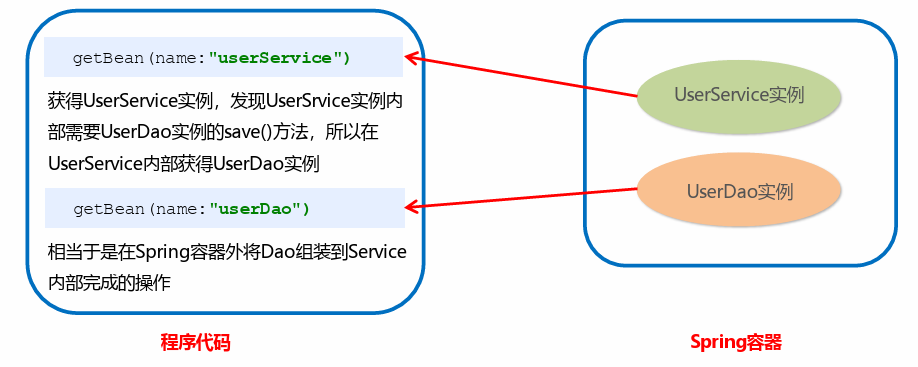 getBean(name:"userService")
获得UserService实例，发现UserSrvice实例内
部需要UserDao实例的save()方法，所以在
UserService内部获得UserDao实例
getBean(name:"userDao")
相当于是在Spring容器外将Dao组装到Service
内部完成的操作
程序代码
UserService实例
UserDao实例
Spring容器